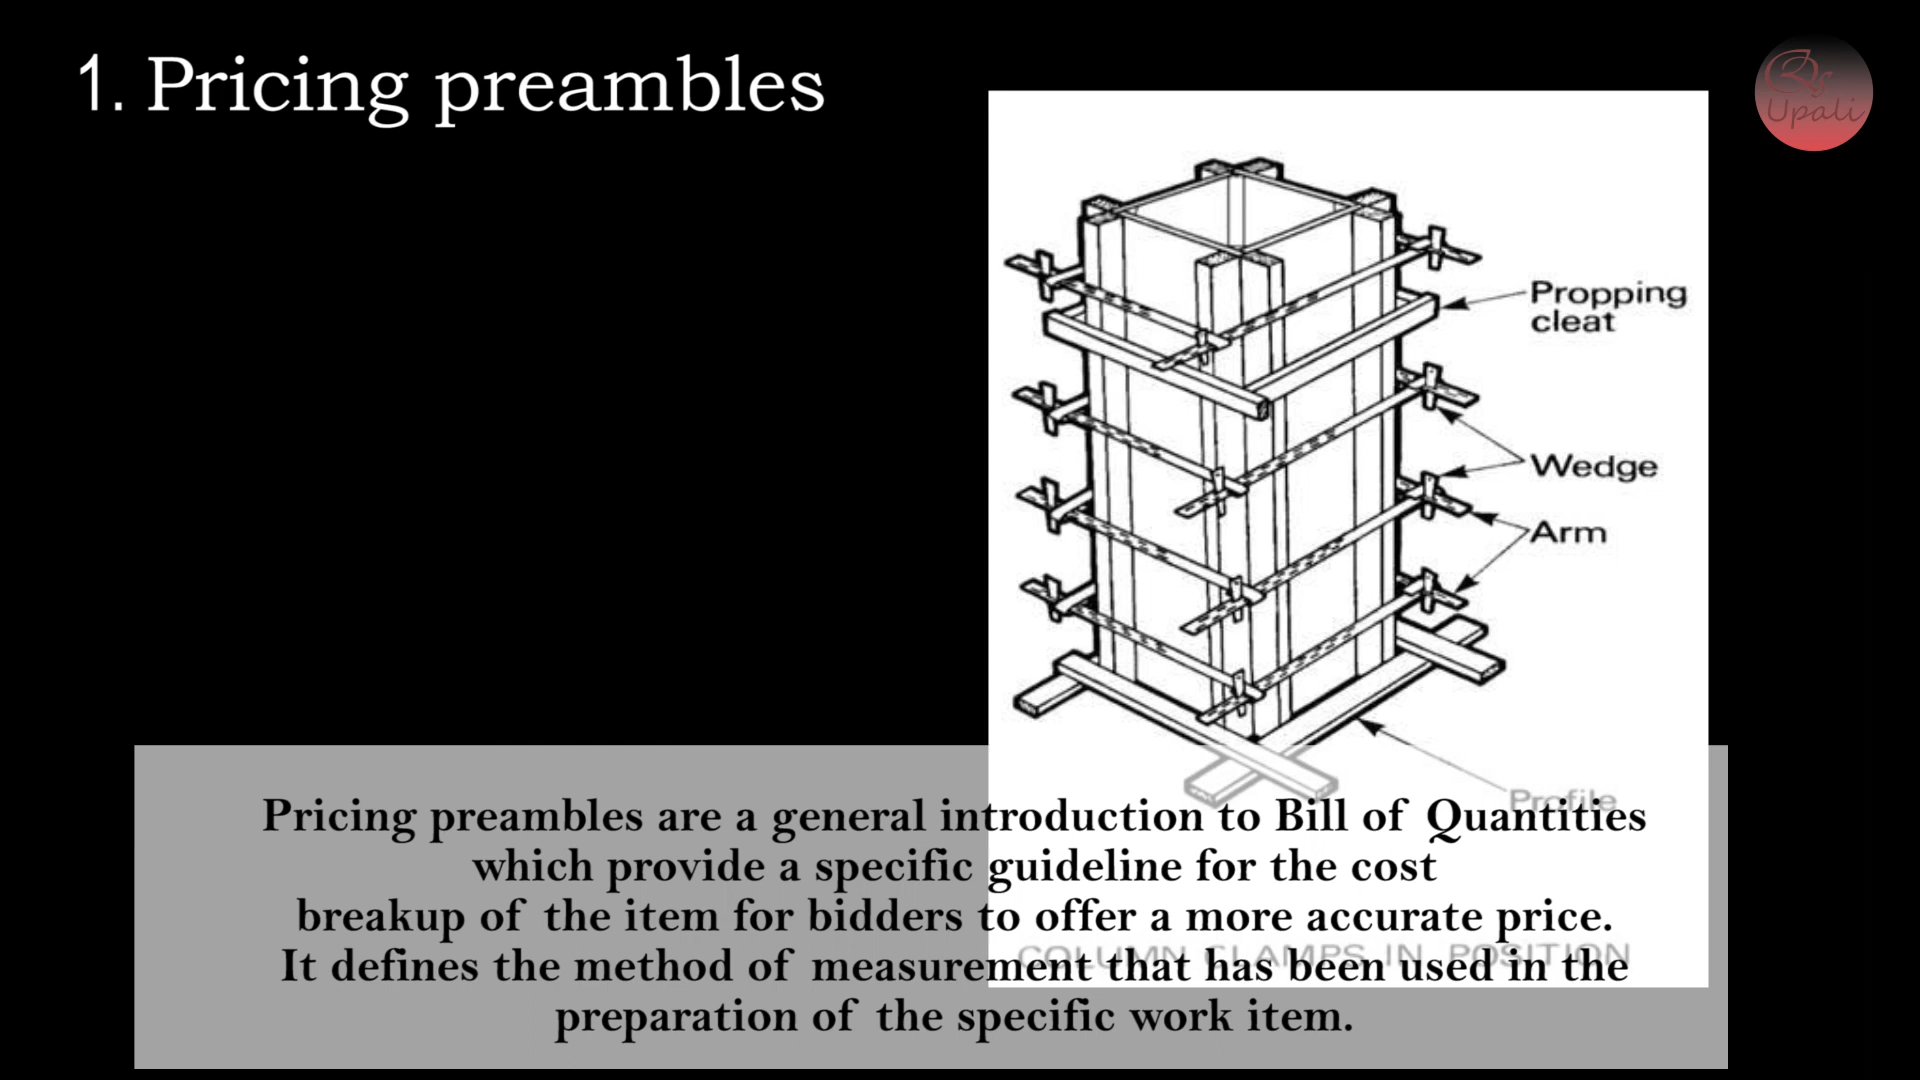 1. Pricing preambles
Qs
Upali
Propping
cleat
Wedge
Arm
Profile
Pricing preambles are a general introduction to Bill of Quantities
which provide a specific guideline for the cost
breakup of the item for bidders to offer a more accurate price.
It defines the method of measurement that has been used in the
preparation of the specific work item.
COLUMN CLAMPS IN POSITION